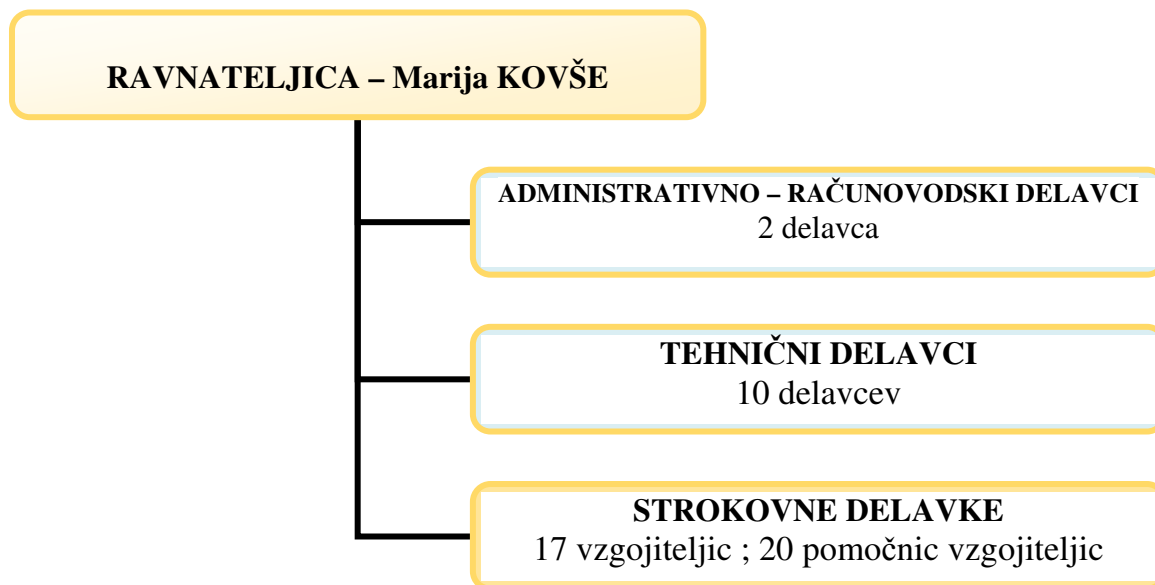 RAVNATELJICA – Marija KOVŠE
ADMINISTRATIVNO – RAČUNOVODSKI DELAVCI
2 delavca
TEHNIČNI DELAVCI
10 delavcev
STROKOVNE DELAVKE
17 vzgojiteljic ; 20 pomočnic vzgojiteljic